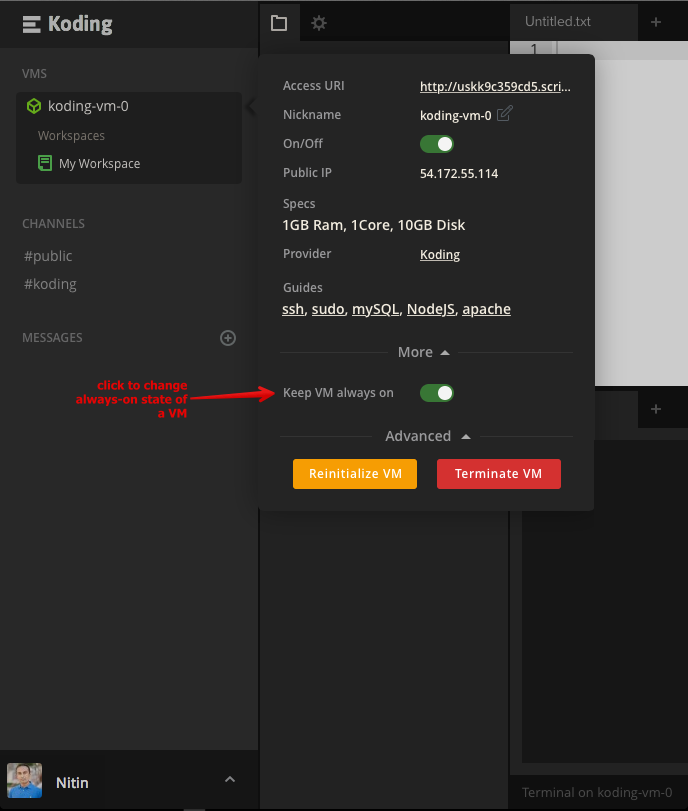 Koding
Untitled.txt
1
VMS
koding-vm-0
Workspaces
My Workspace
CHANNELS
#public
#koding
MESSAGES
Access URI http://uskk9c359cd5.scri...
Nickname koding-vm-0
On/Off
Public IP 54.172.55.114
Specs
1GB Ram, 1Core, 10GB Disk
Provider Koding
Guides
ssh, sudo, mySQL, NodeJS, apache
More
click to change
always-on state of
a VM
Keep VM always on
Advanced
Reinitialize VM Terminate VM
Nitin
Terminal on koding-vm-0